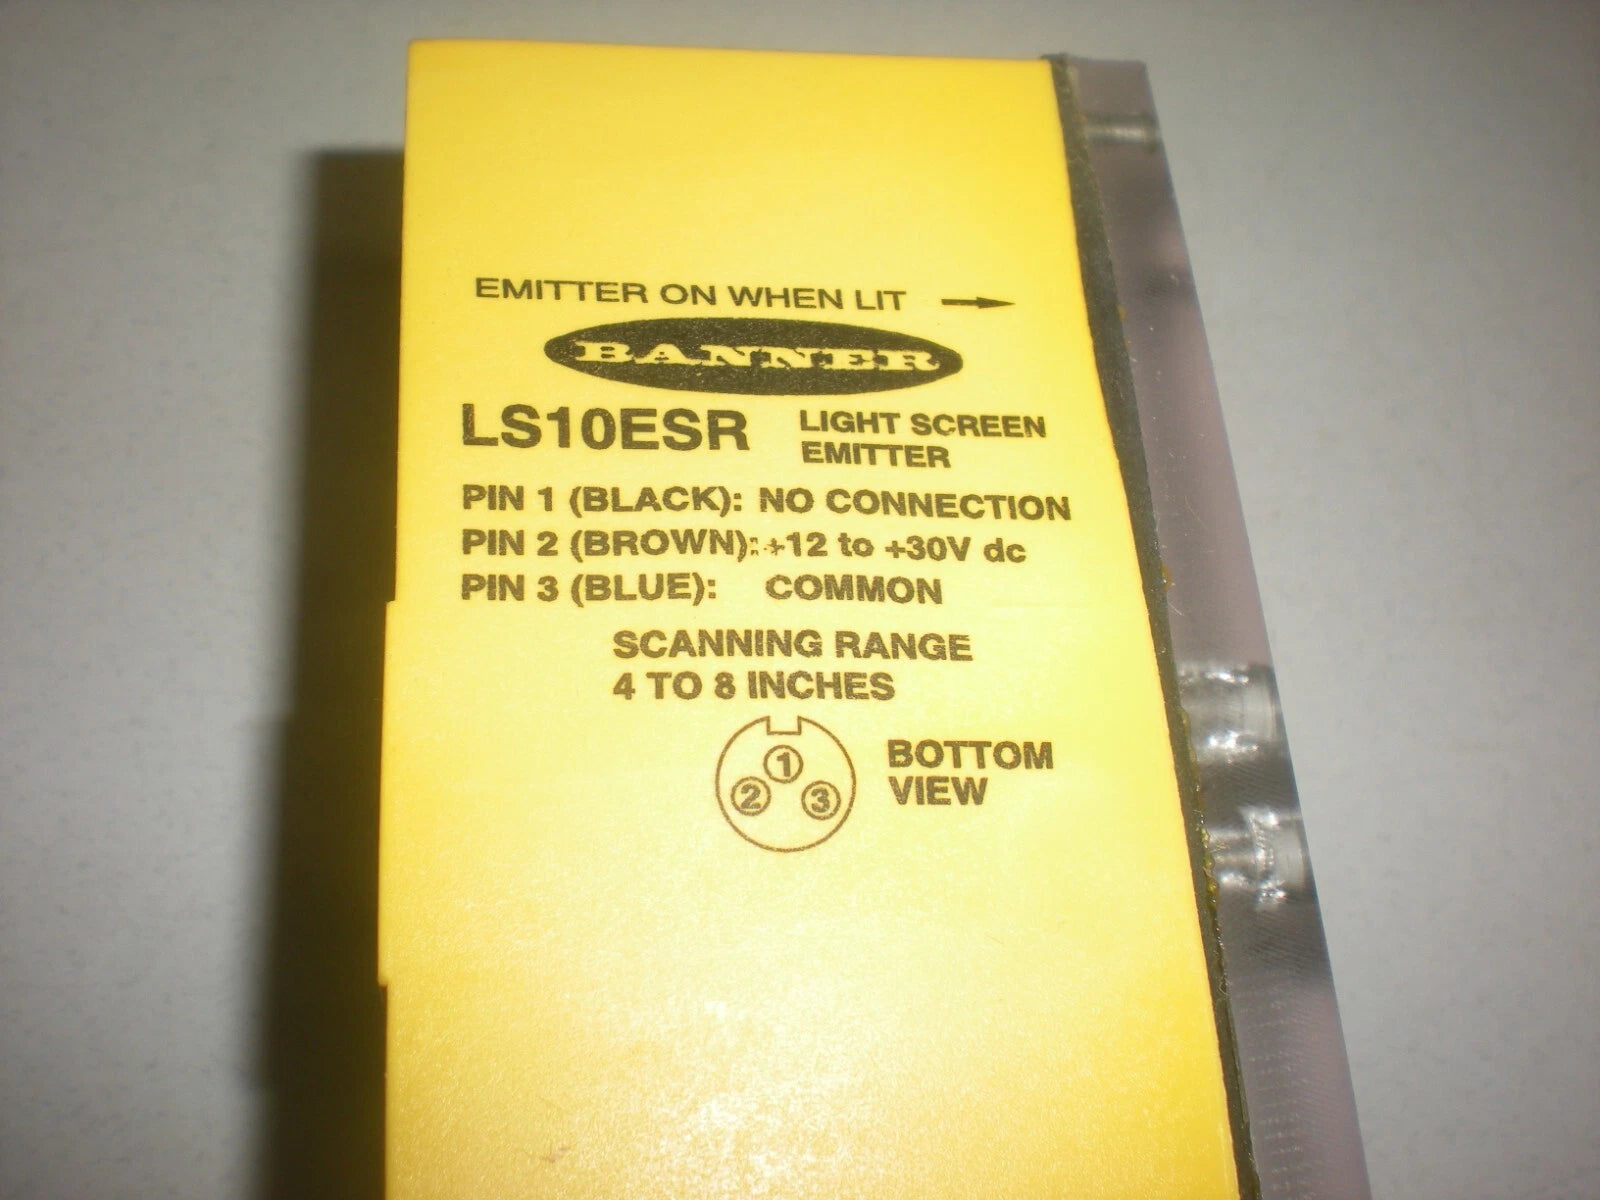 EMITTER ON WHEN LIT
BANNER
LS10ESR LIGHT SCREEN
EMITTER
PIN 1 (BLACK): NO CONNECTION
PIN 2 (BROWN): +12 to +30V dc
PIN 3 (BLUE): COMMON
SCANNING RANGE
4 TO 8 INCHES
1
2 3
BOTTOM
VIEW